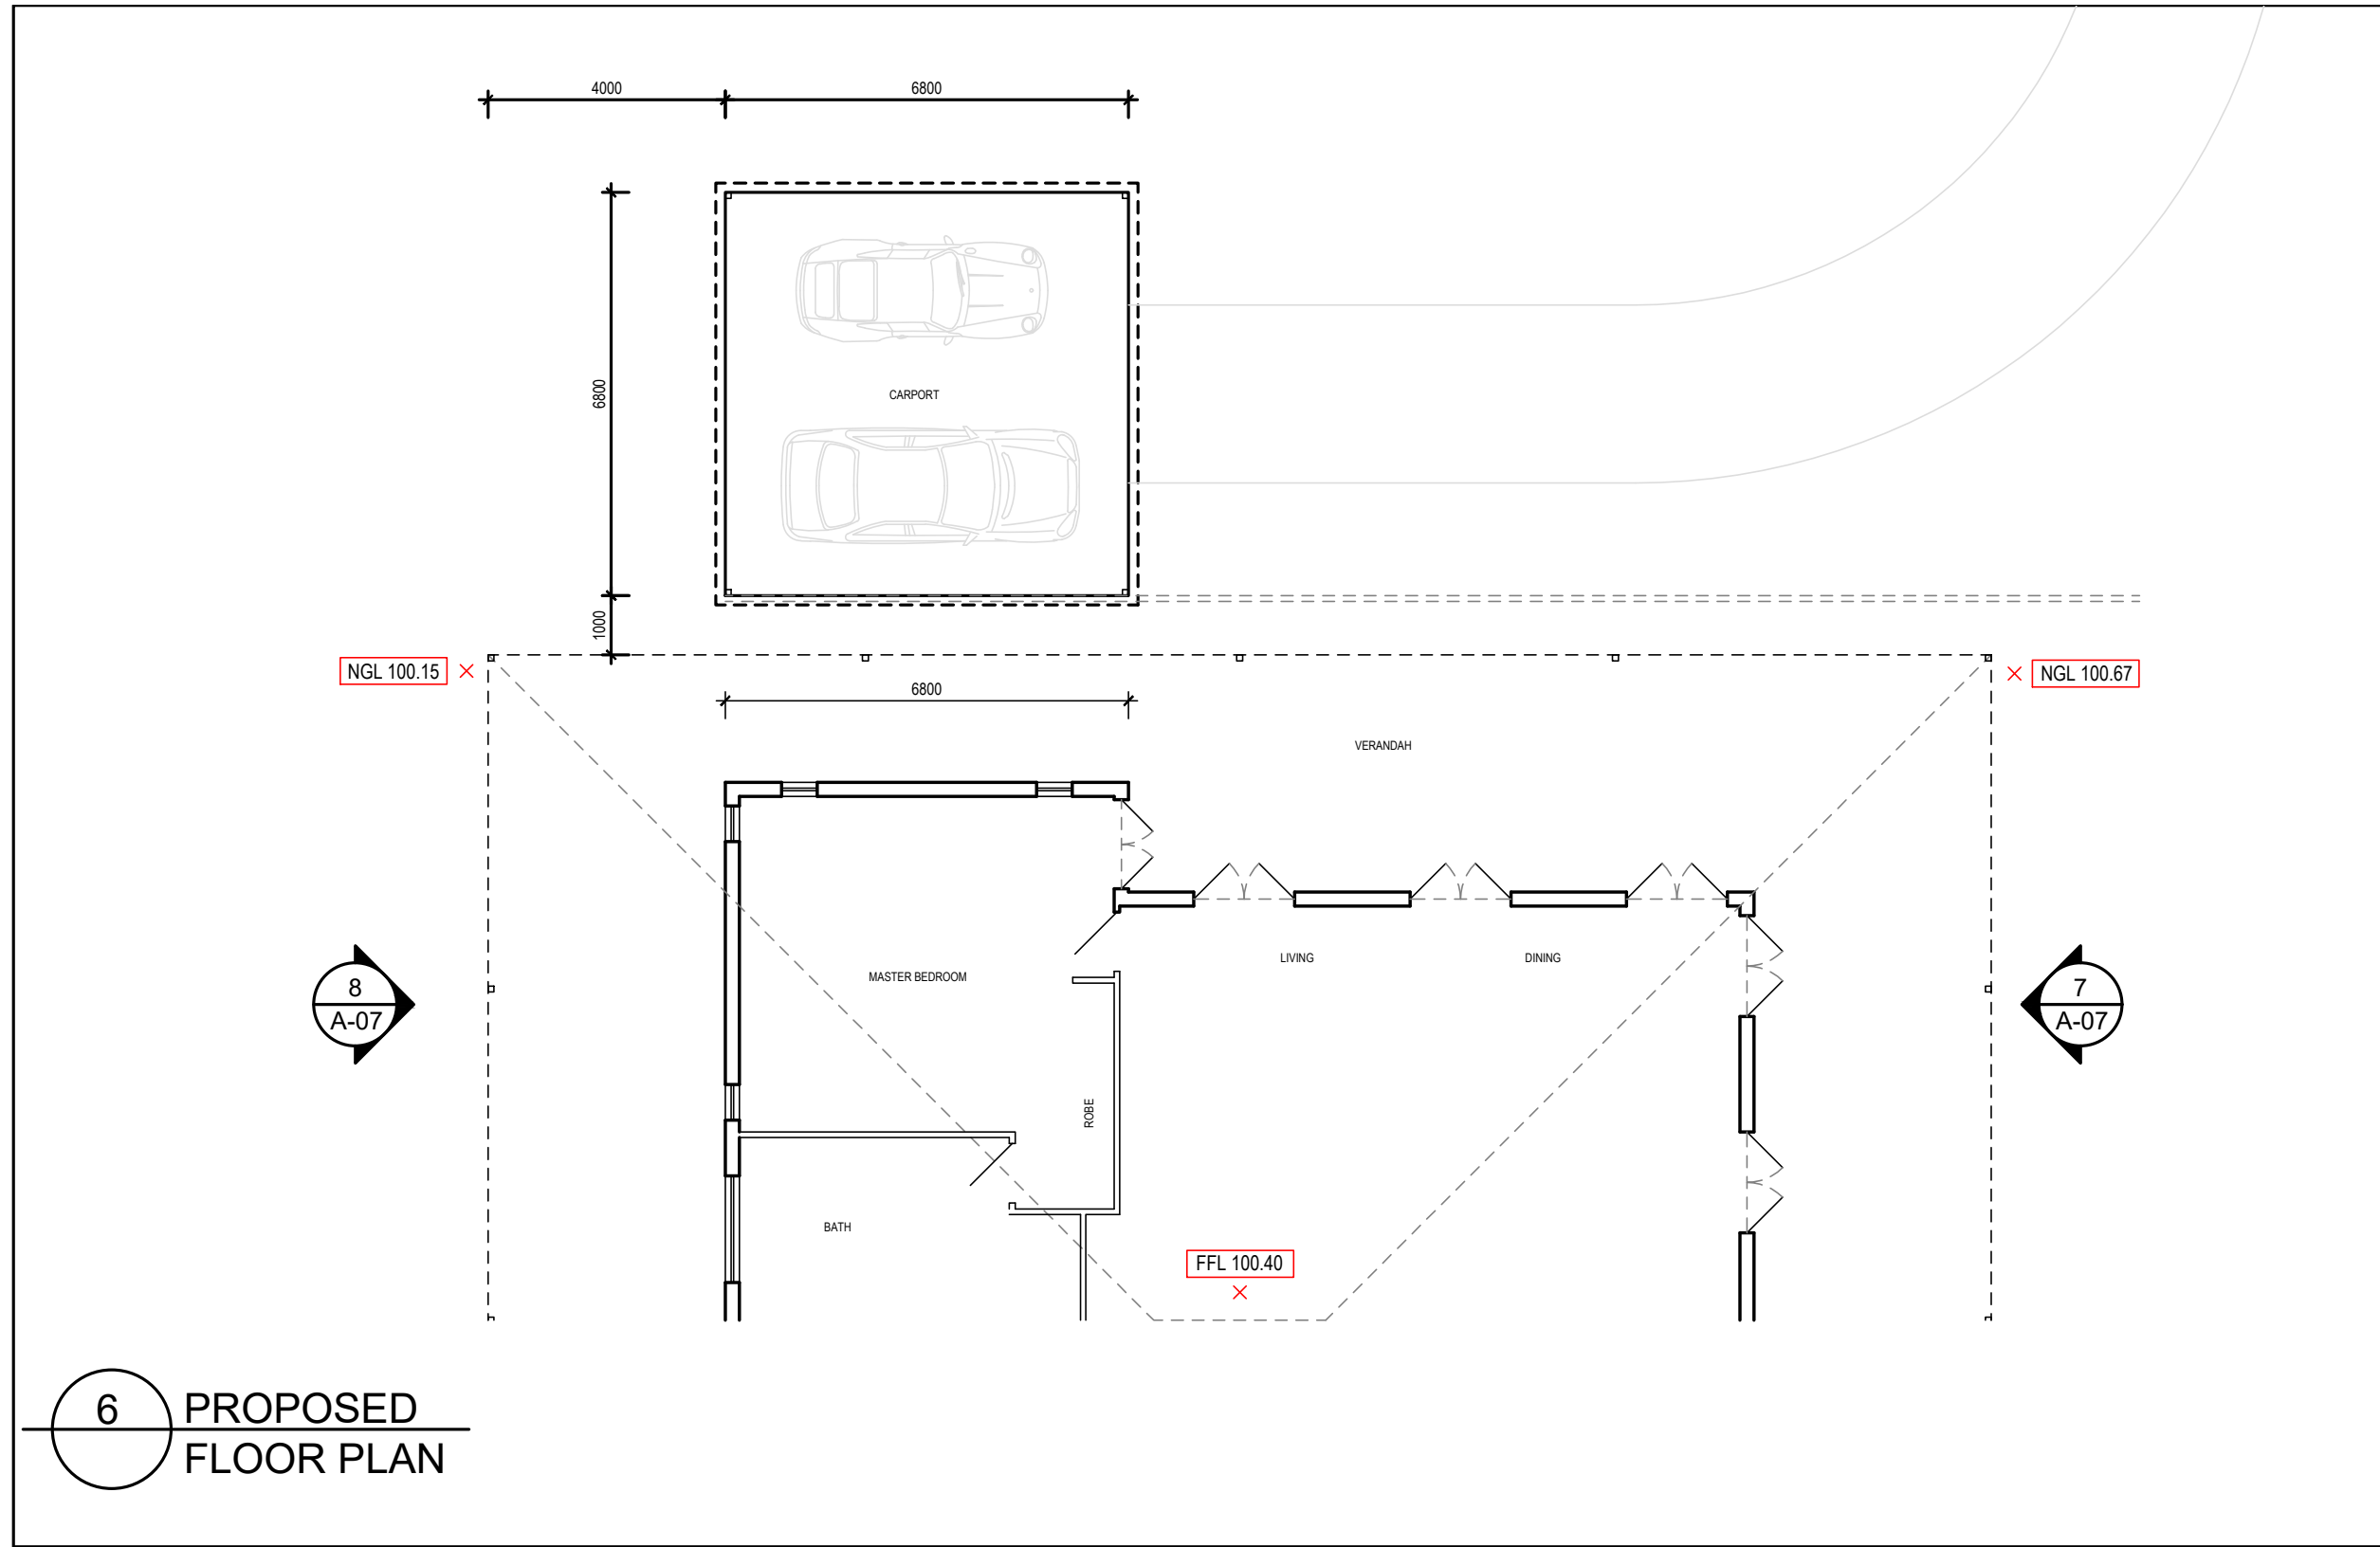 4000
6800
6800
CARPORT
1000
NGL 100.15
NGL 100.67
6800
VERANDAH
LIVING
DINING
MASTER BEDROOM
8
A-07
7
A-07
ROBE
BATH
FFL 100.40
6
PROPOSED
FLOOR PLAN